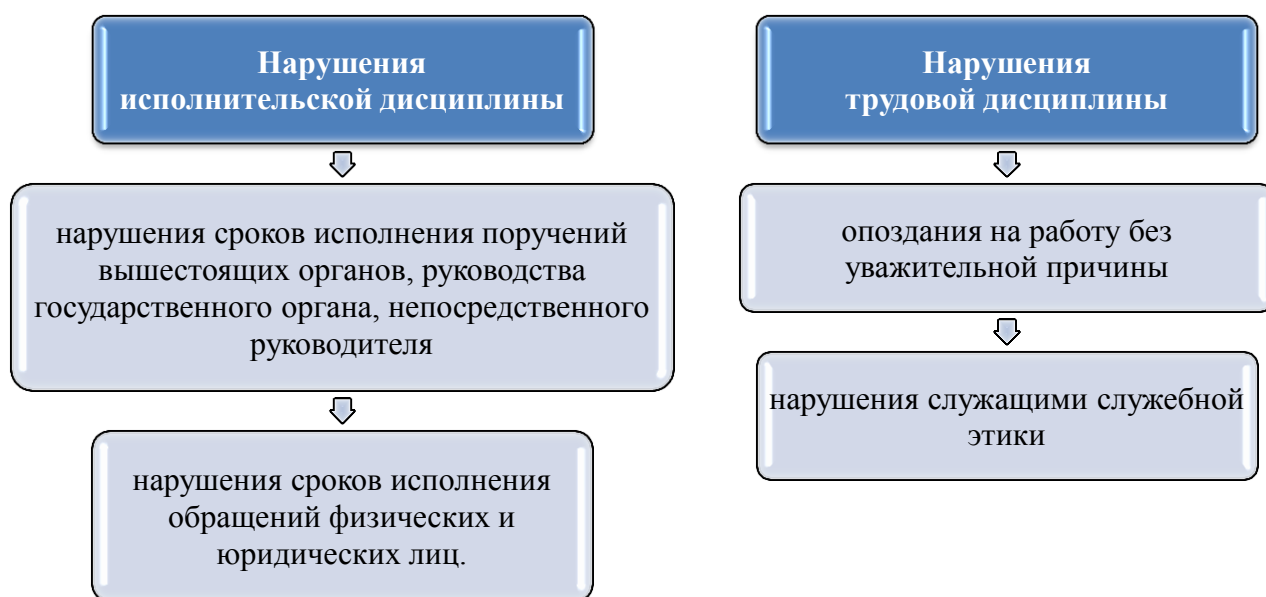 Нарушения
исполнительской дисциплины
нарушения сроков исполнения поручений
вышестоящих органов, руководства
государственного органа, непосредственного
руководителя
нарушения сроков исполнения
обращений физических и
юридических лиц.
Нарушения
трудовой дисциплины
опоздания на работу без
уважительной причины
нарушения служащими служебной
этики